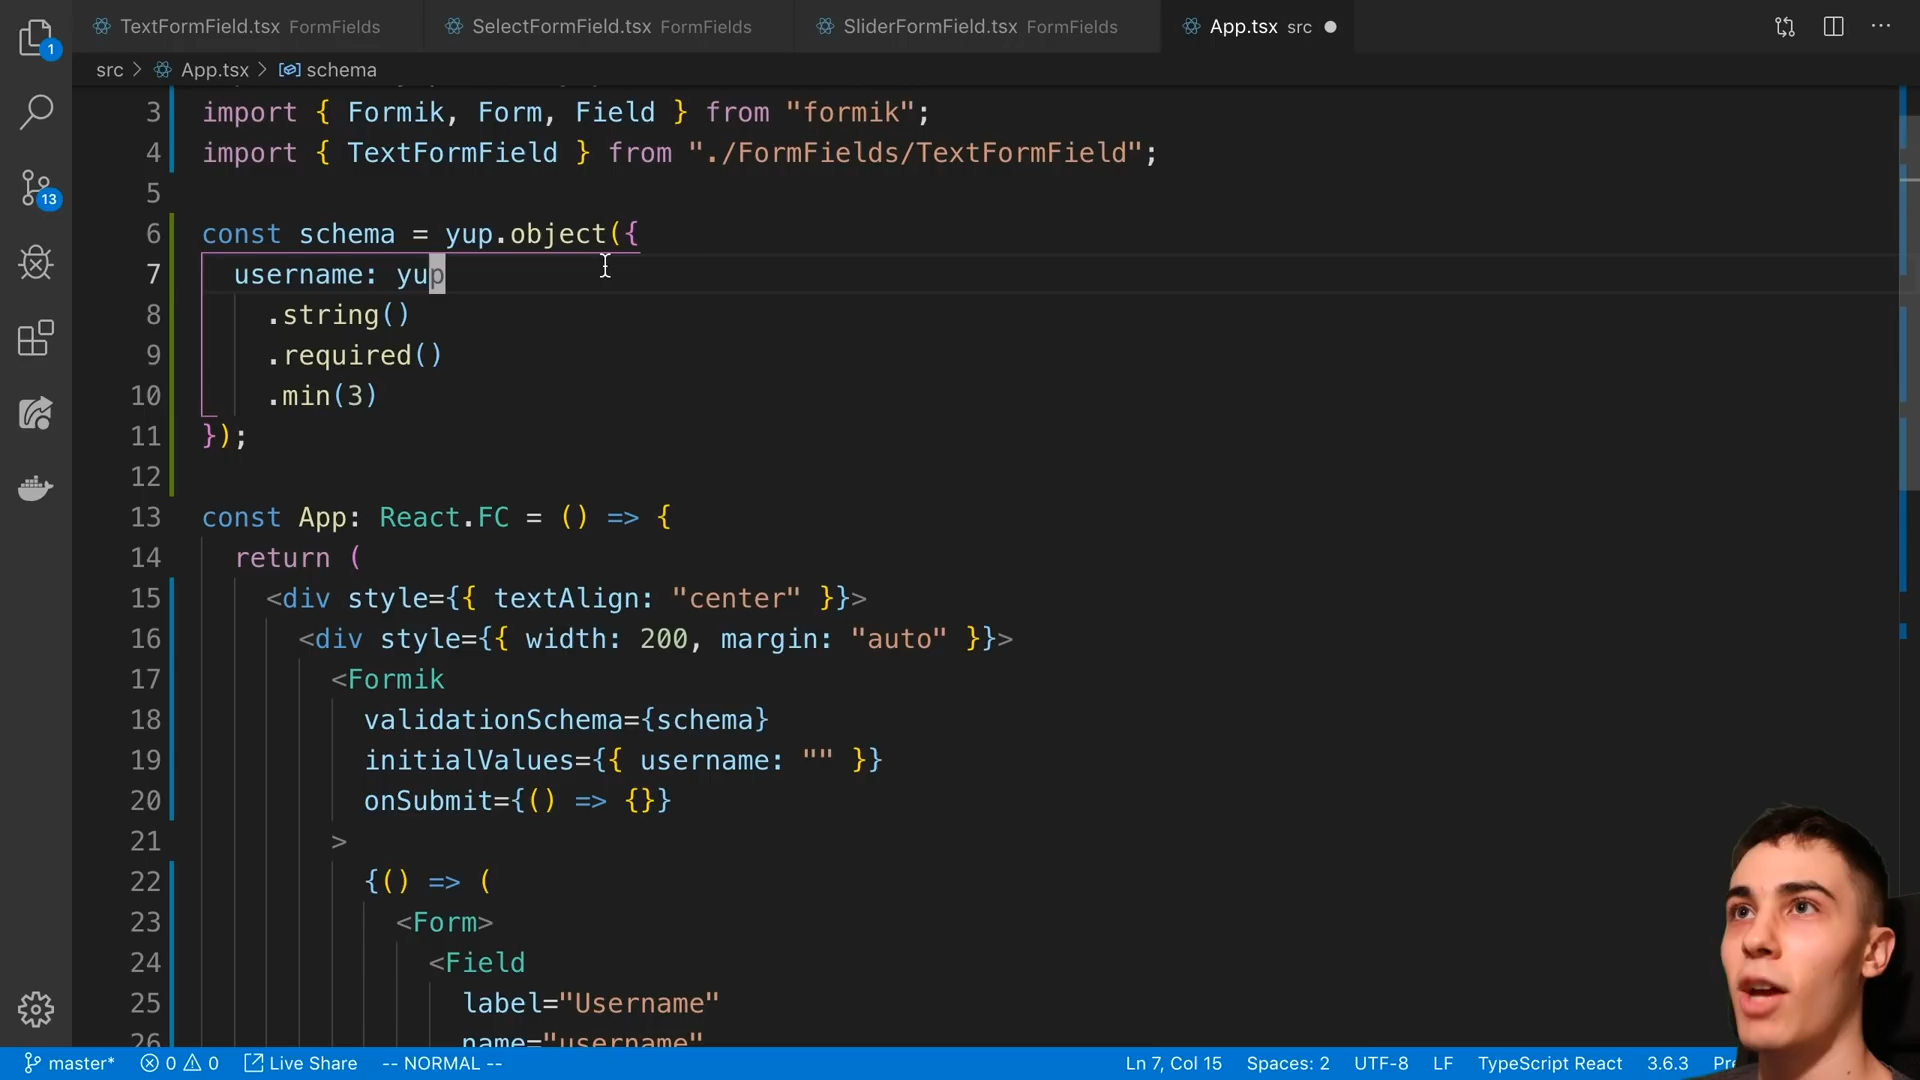 TextFormField.tsx FormFields
SelectFormField.tsx FormFields
SliderFormField.tsx FormFields
App.tsx src
1
src > App.tsx > schema
3 import { Formik, Form, Field } from "formik";
4 import { TextFormField } from "./FormFields/TextFormField";
5
6 const schema = yup.object({
7 username: yup
8 .string()
9 .required()
10 .min(3)
11 });
12
13 const App: React.FC = () => {
14 return (
15 <div style={{ textAlign: "center" }}>
16 <div style={{ width: 200, margin: "auto" }}>
17 <Formik
18 validationSchema={schema}
19 initialValues={{ username: "" }}
20 onSubmit={() => {}}
21 >
22 {() => (
23 <Form>
24 <Field
25 label="Username"
26 name="username"
13
master* 0 0 Live Share -- NORMAL -- Ln 7, Col 15 Spaces: 2 UTF-8 LF TypeScript React 3.6.3